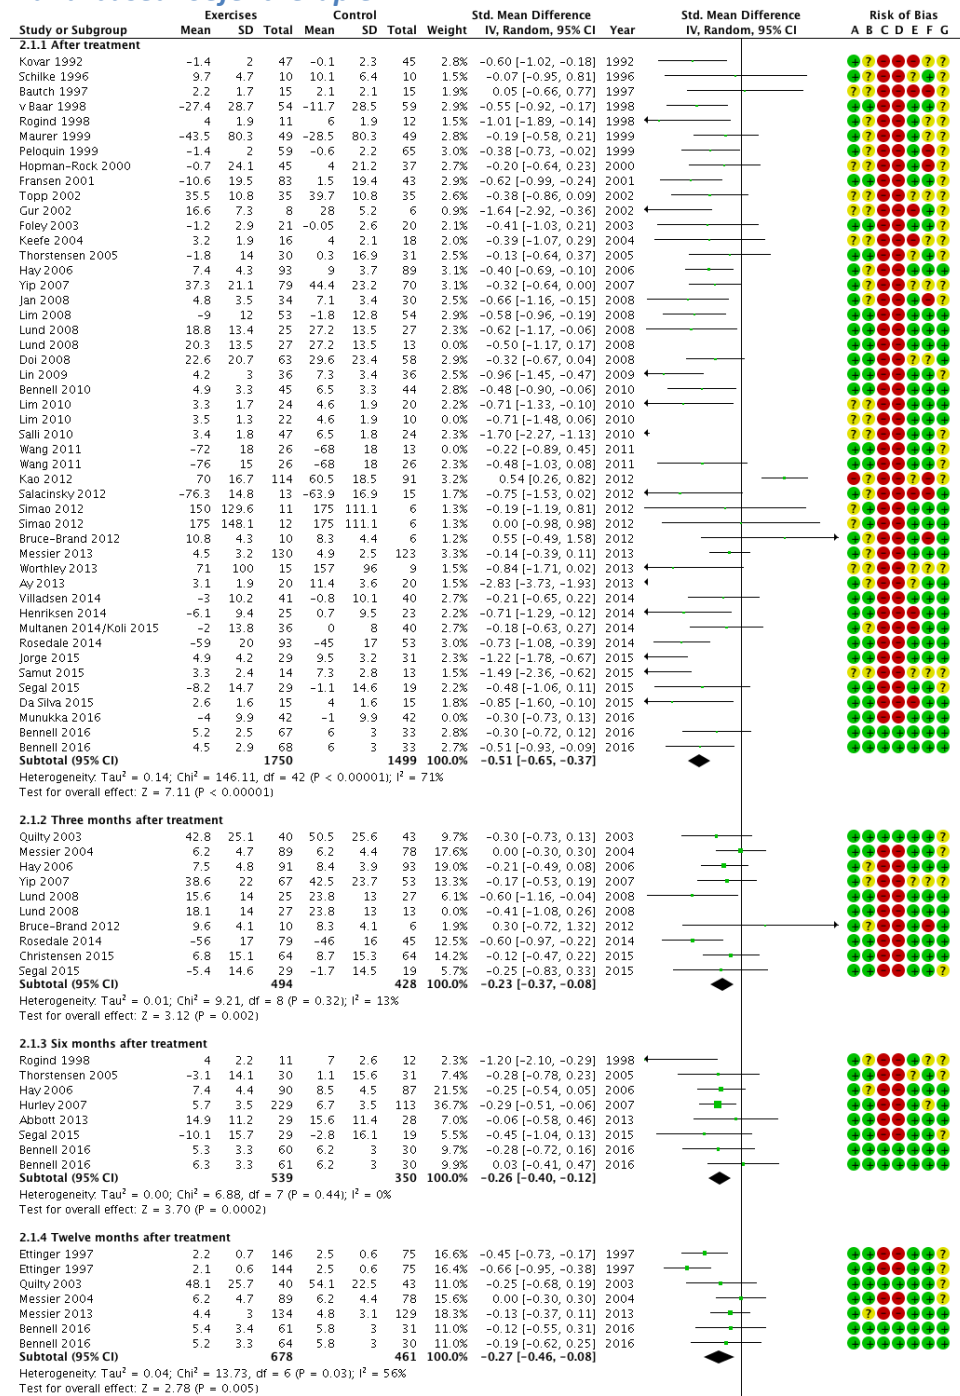 Exercises Control Std. Mean Difference Std. Mean Difference Risk of Bias
Study or Subgroup Mean SD Total Mean SD Total Weight IV, Random, 95% CI Year IV, Random, 95% CI A B C D E F G
2.1.1 After treatment
Kovar 1992 -1.4 2 47 -0.1 2.3 45 2.8% -0.60 [-1.02, -0.18] 1992
Schilke 1996 9.7 4.7 10 10.1 6.4 10 1.6% -0.07 [-0.95, 0.81] 1996
Bautch 1997 2.2 1.7 15 2.1 2.1 15 2.0% 0.05 [-0.66, 0.77] 1997
v Baar 1998 -27.4 28.7 54 -11.7 28.5 59 2.9% -0.55 [-0.92, -0.17] 1998
Rogind 1998 4 1.9 11 6 1.9 12 1.6% -1.01 [-1.89, -0.14] 1998
Maurer 1999 -43.5 80.3 49 -28.5 80.3 49 2.8% -0.19 [-0.58, 0.21] 1999
Peloquin 1999 -1.4 2 59 -0.6 2.2 65 3.0% -0.38 [-0.73, -0.02] 1999
Hopman-Rock 2000 -0.7 24.1 45 4 21.2 37 2.7% -0.20 [-0.64, 0.23] 2000
Fransen 2001 -10.6 19.5 83 1.5 19.4 43 2.9% -0.62 [-0.99, -0.24] 2001
Topp 2002 35.5 10.8 35 39.7 10.8 35 2.6% -0.38 [-0.86, 0.09] 2002
Gur 2002 16.6 7.3 8 28 5.2 6 0.9% -1.64 [-2.92, -0.36] 2002
Foley 2003 -1.2 2.9 21 -0.05 2.6 20 2.2% -0.41 [-1.03, 0.21] 2003
Keefe 2004 3.2 1.9 16 4 2.1 18 2.1% -0.39 [-1.07, 0.29] 2004
Thorstensen 2005 -1.8 14 30 0.3 16.9 31 2.5% -0.13 [-0.64, 0.37] 2005
Hay 2006 7.4 4.3 93 9 3.7 89 3.1% -0.40 [-0.69, -0.10] 2006
Yip 2007 37.3 21.1 79 44.4 23.2 70 3.1% -0.32 [-0.64, 0.00] 2007
Jan 2008 4.8 3.5 34 7.1 3.4 30 2.5% -0.66 [-1.16, -0.15] 2008
Lim 2008 -9 12 53 -1.8 12.8 54 2.9% -0.58 [-0.96, -0.19] 2008
Lund 2008 18.8 13.4 25 27.2 13.5 27 2.4% -0.62 [-1.17, -0.06] 2008
Lund 2008 20.3 13.5 27 27.2 13.5 13 0.0% -0.50 [-1.17, 0.17] 2008
Doi 2008 22.6 20.7 63 29.6 23.4 58 2.9% -0.32 [-0.67, 0.04] 2008
Lin 2009 4.2 3 36 7.3 3.4 36 2.5% -0.96 [-1.45, -0.47] 2009
Bennell 2010 4.9 3.3 45 6.5 3.3 44 2.8% -0.48 [-0.90, -0.06] 2010
Lim 2010 3.3 1.7 24 4.6 1.9 20 2.2% -0.71 [-1.33, -0.10] 2010
Lim 2010 3.5 1.3 22 4.6 1.9 10 0.0% -0.71 [-1.48, 0.06] 2010
Salli 2010 3.4 1.8 47 6.5 1.8 24 2.4% -1.70 [-2.27, -1.13] 2010
Wang 2011 -72 18 26 -68 18 13 0.0% -0.22 [-0.89, 0.45] 2011
Wang 2011 -76 15 26 -68 18 26 2.4% -0.48 [-1.03, 0.08] 2011
Kao 2012 70 16.7 114 60.5 18.5 91 3.2% 0.54 [0.26, 0.82] 2012
Salacinsky 2012 -76.3 14.8 13 -63.9 16.9 15 1.8% -0.75 [-1.53, 0.02] 2012
Simao 2012 150 129.6 11 175 111.1 6 1.4% -0.19 [-1.19, 0.81] 2012
Simao 2012 175 148.1 12 175 111.1 6 1.4% 0.00 [-0.98, 0.98] 2012
Bruce-Brand 2012 10.8 4.3 10 8.3 4.4 6 1.3% 0.55 [-0.49, 1.58] 2012
Messier 2013 4.5 3.2 130 4.9 2.5 123 3.3% -0.14 [-0.39, 0.11] 2013
Worthley 2013 71 100 15 157 96 9 1.6% -0.84 [-1.71, 0.02] 2013
Ay 2013 3.1 1.9 20 11.4 3.6 20 1.5% -2.83 [-3.73, -1.93] 2013
Villadsen 2014 -3 10.2 41 -0.8 10.1 40 2.7% -0.21 [-0.65, 0.22] 2014
Henriksen 2014 -6.1 9.4 25 0.7 9.5 23 2.3% -0.71 [-1.29, -0.12] 2014
Multanen 2014/Koli 2015 -2 13.8 36 0 8 40 2.7% -0.18 [-0.63, 0.27] 2014
Rosedale 2014 -59 20 93 -45 17 53 2.9% -0.73 [-1.08, -0.39] 2014
Jorge 2015 4.9 4.2 29 9.5 3.2 31 2.4% -1.22 [-1.78, -0.67] 2015
Samut 2015 3.3 2.4 14 7.3 2.8 13 1.6% -1.49 [-2.36, -0.62] 2015
Segal 2015 -8.2 14.7 29 -1.1 14.6 19 2.3% -0.48 [-1.06, 0.11] 2015
Da Silva 2015 2.6 1.6 15 4 1.6 15 1.9% -0.85 [-1.60, -0.10] 2015
Munukka 2016 -4 9.9 42 -1 9.9 42 0.0% -0.30 [-0.73, 0.13] 2016
Bennell 2016 5.2 2.5 67 6 3 33 2.7% -0.30 [-0.72, 0.12] 2016
Bennell 2016 4.5 2.9 68 6 3 33 2.7% -0.51 [-0.93, -0.09] 2016
Subtotal (95% CI) 1750 1499 100.0% -0.51 [-0.65, -0.37]
Heterogeneity: Tau² = 0.14; Chi² = 146.11, df = 42 (P < 0.00001); I² = 71%
Test for overall effect: Z = 7.11 (P < 0.00001)
2.1.2 Three months after treatment
Quilty 2003 42.8 25.1 40 50.5 25.6 43 9.7% -0.30 [-0.73, 0.13] 2003
Messier 2004 6.2 4.7 89 6.2 4.4 78 17.6% 0.00 [-0.30, 0.30] 2004
Hay 2006 7.5 4.8 91 8.4 3.9 93 19.0% -0.21 [-0.49, 0.08] 2006
Yip 2007 38.6 22 67 42.5 23.7 53 13.3% -0.17 [-0.53, 0.19] 2007
Lund 2008 15.6 14 25 23.8 13 27 6.1% -0.60 [-1.16, -0.04] 2008
Lund 2008 18.1 14 27 23.8 13 13 0.0% -0.41 [-1.08, 0.26] 2008
Bruce-Brand 2012 9.6 4.1 10 8.3 4.1 6 1.9% 0.30 [-0.72, 1.32] 2012
Rosedale 2014 -56 17 79 -46 16 45 12.5% -0.60 [-0.97, -0.22] 2014
Christensen 2015 6.8 15.1 64 8.7 15.3 64 14.2% -0.12 [-0.47, 0.22] 2015
Segal 2015 -5.4 14.6 29 -1.7 14.5 19 5.7% -0.25 [-0.83, 0.33] 2015
Subtotal (95% CI) 494 428 100.0% -0.23 [-0.37, -0.08]
Heterogeneity: Tau² = 0.01; Chi² = 9.21, df = 8 (P = 0.32); I² = 13%
Test for overall effect: Z = 3.12 (P = 0.002)
2.1.3 Six months after treatment
Rogind 1998 4 2.2 11 7 2.6 12 2.3% -1.20 [-2.10, -0.29] 1998
Thorstensen 2005 -3.1 14.1 30 1.1 15.6 31 7.4% -0.28 [-0.78, 0.23] 2005
Hay 2006 7.4 4.4 90 8.5 4.5 87 21.5% -0.25 [-0.54, 0.05] 2006
Hurley 2007 5.7 3.5 229 6.7 3.5 113 36.7% -0.29 [-0.51, -0.06] 2007
Abbott 2013 14.9 11.2 29 15.6 11.4 28 7.0% -0.06 [-0.58, 0.46] 2013
Segal 2015 -10.1 15.7 29 -2.8 16.1 19 5.5% -0.45 [-1.04, 0.13] 2015
Bennell 2016 5.3 3.3 60 6.2 3 30 9.7% -0.28 [-0.72, 0.16] 2016
Bennell 2016 6.3 3.3 61 6.2 3 30 9.9% 0.03 [-0.41, 0.47] 2016
Subtotal (95% CI) 539 350 100.0% -0.26 [-0.40, -0.12]
Heterogeneity: Tau² = 0.00; Chi² = 6.88, df = 7 (P = 0.44); I² = 0%
Test for overall effect: Z = 3.70 (P = 0.0002)
2.1.4 Twelve months after treatment
Ettinger 1997 2.2 0.7 146 2.5 0.6 75 16.6% -0.45 [-0.73, -0.17] 1997
Ettinger 1997 2.1 0.6 144 2.5 0.6 75 16.4% -0.66 [-0.95, -0.38] 1997
Quilty 2003 48.1 25.7 40 54.1 22.5 43 11.0% -0.25 [-0.68, 0.19] 2003
Messier 2004 6.2 4.7 89 6.2 4.4 78 15.6% 0.00 [-0.30, 0.30] 2004
Messier 2013 4.4 3 134 4.8 3.1 129 18.3% -0.13 [-0.37, 0.11] 2013
Bennell 2016 5.4 3.4 61 5.8 3 31 11.0% -0.12 [-0.55, 0.31] 2016
Bennell 2016 5.2 3.3 64 5.8 3 30 11.0% -0.19 [-0.62, 0.25] 2016
Subtotal (95% CI) 678 461 100.0% -0.27 [-0.46, -0.08]
Heterogeneity: Tau² = 0.04; Chi² = 13.73, df = 6 (P = 0.03); I² = 56%
Test for overall effect: Z = 2.78 (P = 0.005)